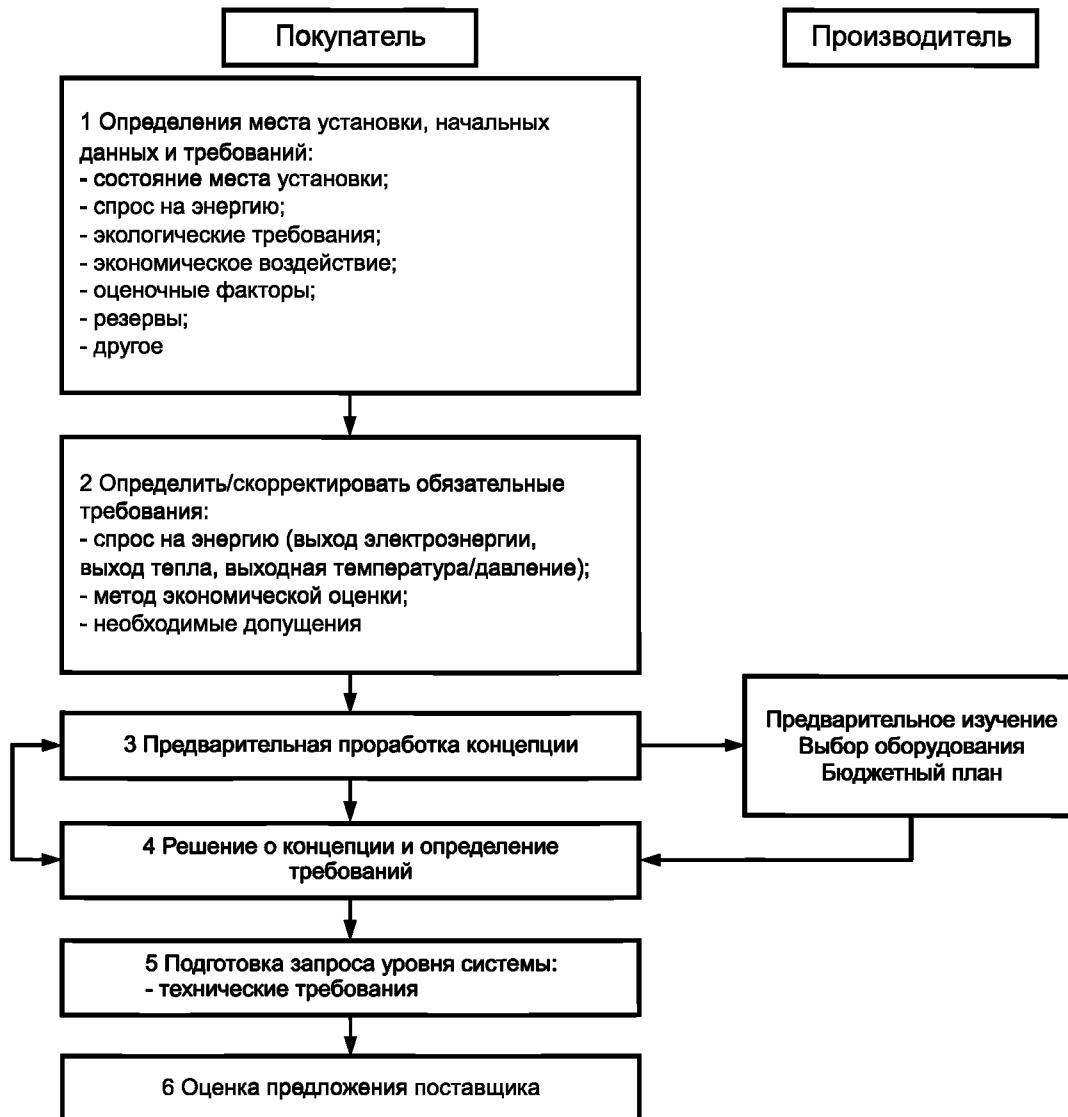 Покупатель
Производитель
1 Определения места установки, начальных
данных и требований:
- состояние места установки;
- спрос на энергию;
- экологические требования;
- экономическое воздействие;
- оценочные факторы;
- резервы;
- другое
2 Определить/скорректировать обязательные
требования:
- спрос на энергию (выход электроэнергии,
выход тепла, выходная температура/давление);
- метод экономической оценки;
- необходимые допущения
3 Предварительная проработка концепции
Предварительное изучение
Выбор оборудования
Бюджетный план
4 Решение о концепции и определение
требований
5 Подготовка запроса уровня системы:
- технические требования
6 Оценка предложения поставщика